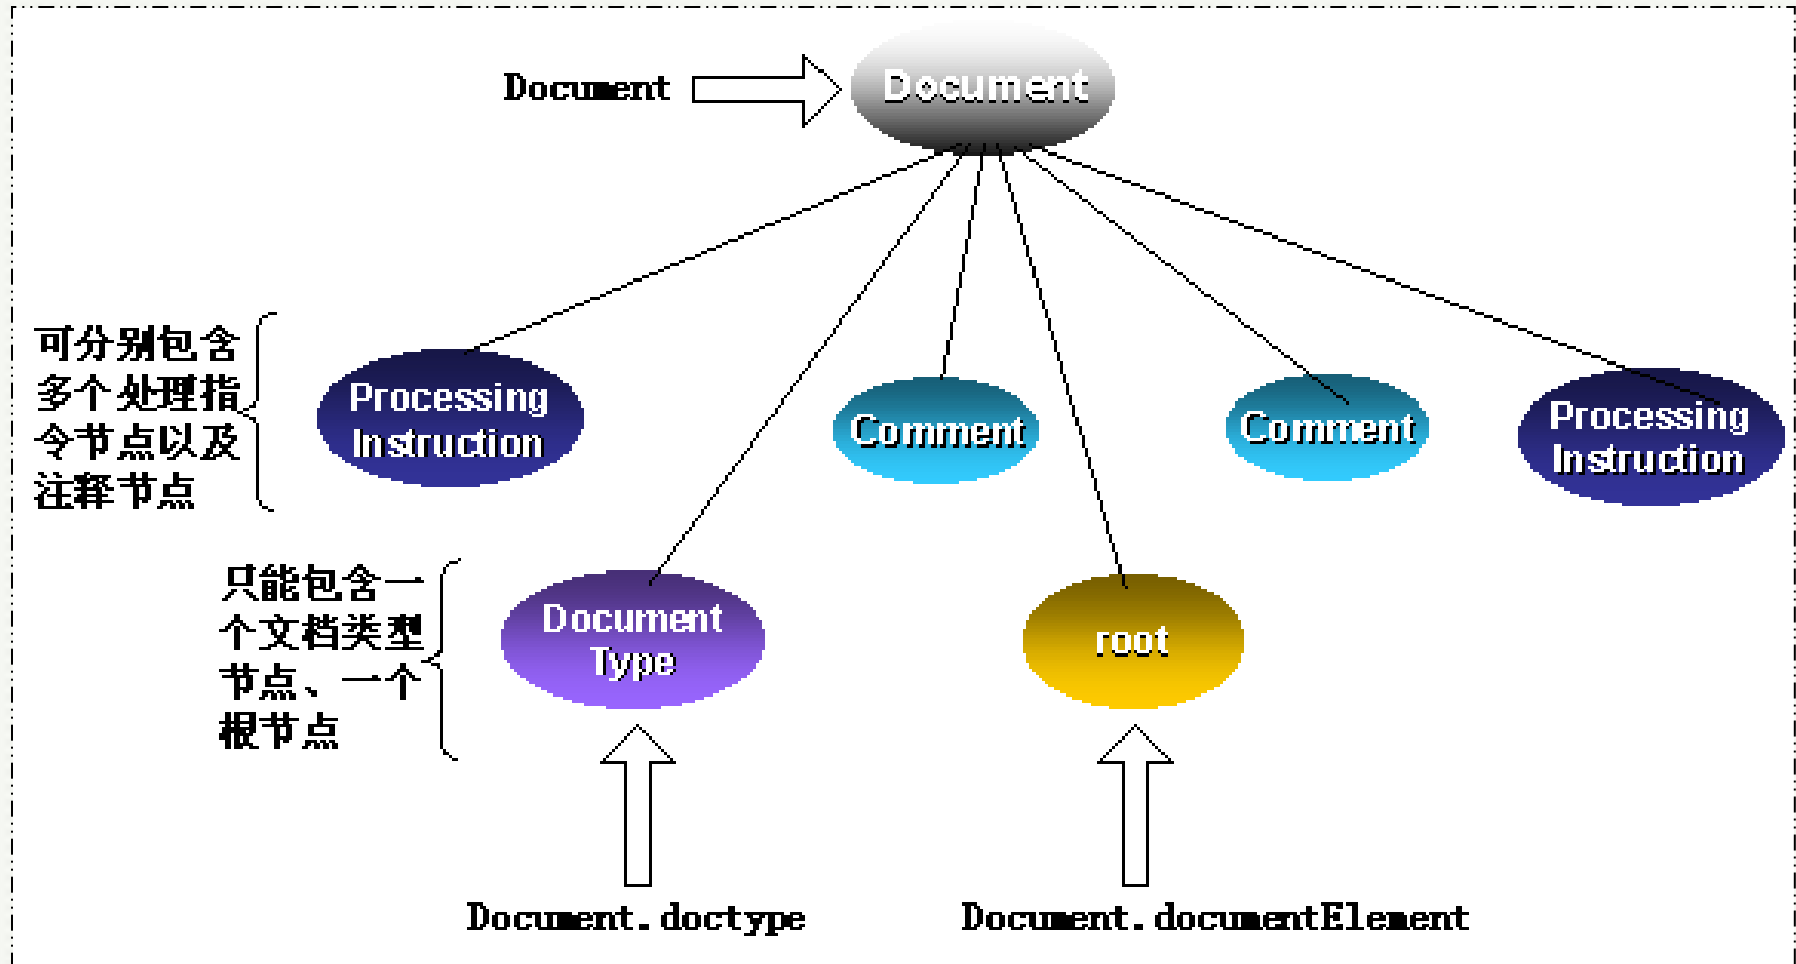 Document
Document
可分别包含
多个处理指
令节点以及
注释节点
Processing
Instruction
Comment
Comment
Processing
Instruction
只能包含一
个文档类型
节点、一个
根节点
Document
Type
root
Document.doctype
Document.documentElement